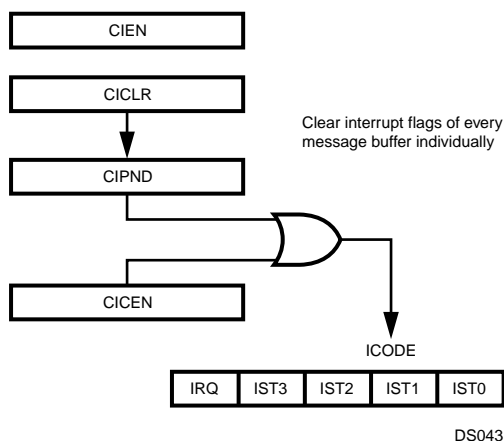 CIEN
CICLR
Clear interrupt flags of every
message buffer individually
CIPND
CICEN
ICODE
IRQ IST3 IST2 IST1 IST0
DS043